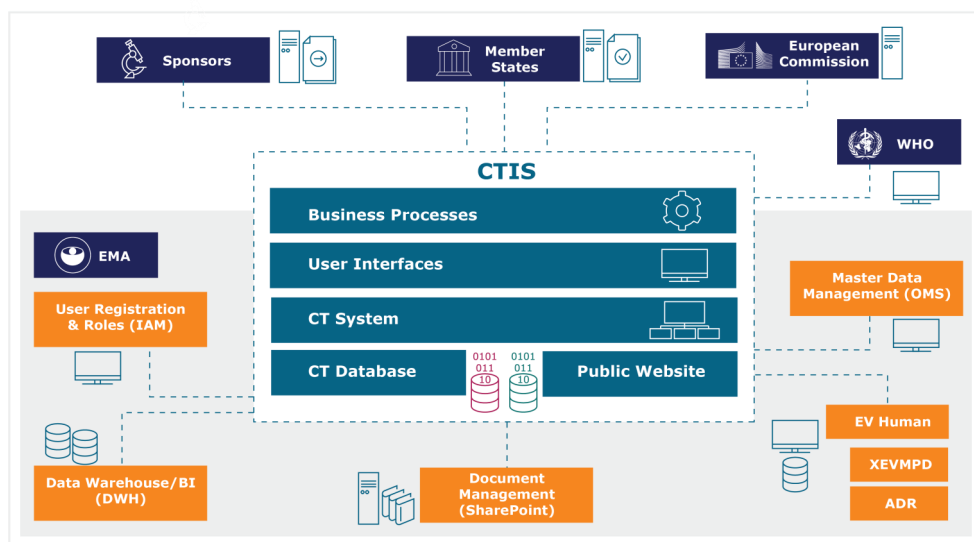 Sponsors
Member
States
European
Commission
WHO
CTIS
Business Processes
User Interfaces
CT System
CT Database
0101
011
10
0101
011
10
Public Website
EMA
User Registration
& Roles (IAM)
Data Warehouse/BI
(DWH)
Document
Management
(SharePoint)
Master Data
Management (OMS)
EV Human
XEVMPD
ADR